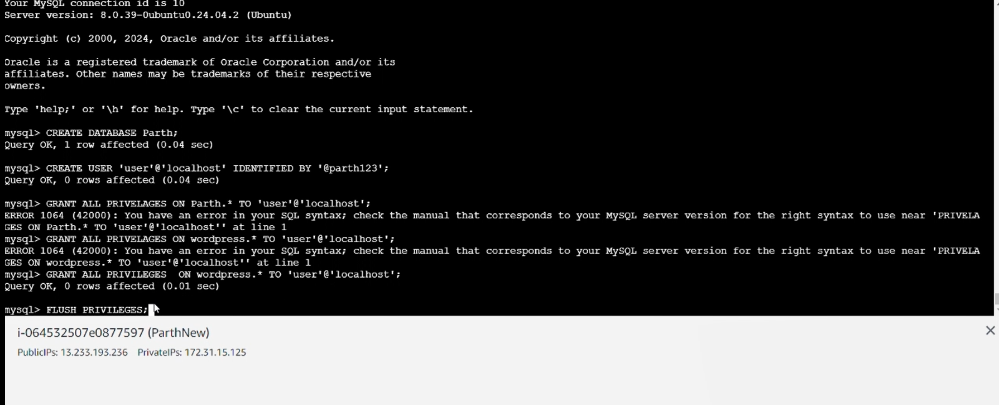 Your MySQL connection id is 10
Server version: 8.0.39-0ubuntu0.24.04.2 (Ubuntu)
Copyright (c) 2000, 2024, Oracle and/or its affiliates.
Oracle is a registered trademark of Oracle Corporation and/or its
affiliates. Other names may be trademarks of their respective
owners.
Type 'help;' or '\h' for help. Type '\c' to clear the current input statement.
mysql> CREATE DATABASE Parth;
Query OK, 1 row affected (0.04 sec)
mysql> CREATE USER 'user'@'localhost' IDENTIFIED BY '@parth123';
Query OK, 0 rows affected (0.04 sec)
mysql> GRANT ALL PRIVELAGES ON Parth.* TO 'user'@'localhost';
ERROR 1064 (42000): You have an error in your SQL syntax; check the manual that corresponds to your MySQL server version for the right syntax to use near 'PRIVELA
GES ON Parth.* TO 'user'@'localhost'' at line 1
mysql> GRANT ALL PRIVELAGES ON wordpress.* TO 'user'@'localhost';
ERROR 1064 (42000): You have an error in your SQL syntax; check the manual that corresponds to your MySQL server version for the right syntax to use near 'PRIVELA
GES ON wordpress.* TO 'user'@'localhost'' at line 1
mysql> GRANT ALL PRIVILEGES  ON wordpress.* TO 'user'@'localhost';
Query OK, 0 rows affected (0.01 sec)
mysql> FLUSH PRIVILEGES;
i-064532507e0877597 (ParthNew)
PublicIPs: 13.233.193.236 PrivateIPs: 172.31.15.125